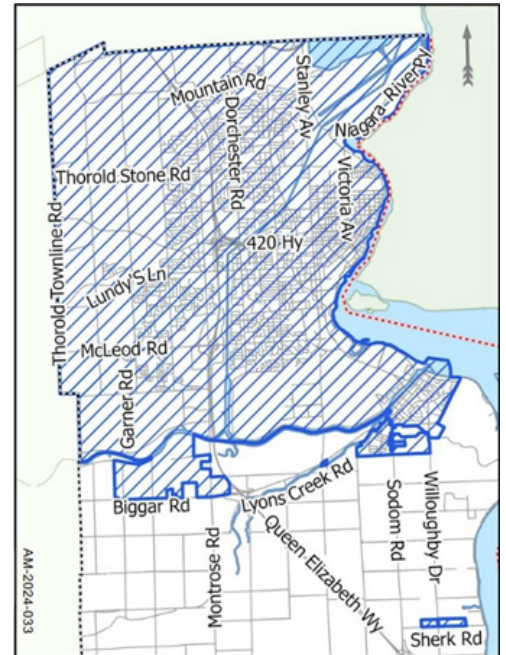 Mountain Rd
Stanley Av
Niagara River Py
Dorchester Rd
Victoria Av
Thorold Stone Rd
420 Hy
Thorold Townline Rd
Lundy'S Ln
McLeod Rd
Garner Rd
Biggar Rd
Lyons Creek Rd
Montrose Rd
Queen Elizabeth Wy
Sodom Rd
Willoughby Dr
Sherk Rd
AM-2024-033